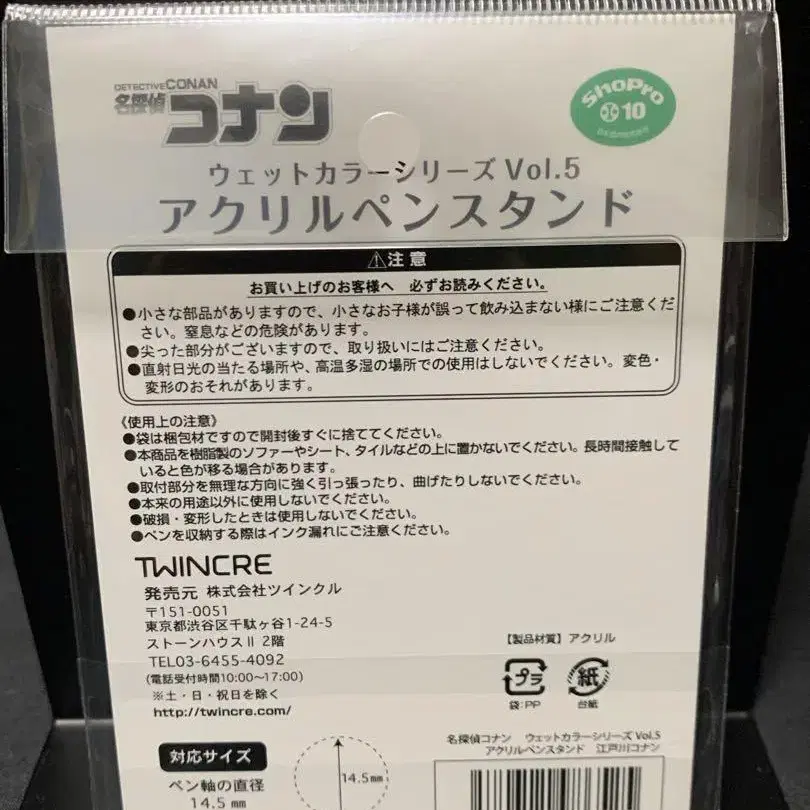 DETECTIVE CONAN
名探偵コナン
ShoPro
10
ウェットカラーシリーズ Vol.5
アクリルペンスタンド
⚠注意
お買い上げのお客様へ 必ずお読みください。
●小さな部品がありますので、小さなお子様が誤って飲み込まない様にご注意くだ
さい。窒息などの危険があります。
●尖った部分がございますので、取り扱いにはご注意ください。
●直射日光の当たる場所や、高温多湿の場所での使用はしないでください。変色・
変形のおそれがあります。
《使用上の注意》
●袋は梱包材ですので開封後すぐに捨ててください。
●本商品を樹脂製のソファーやシート、タイルなどの上に置かないでください。長時間接触して
いると色が移る場合があります。
●取付部分を無理な方向に強く引っ張ったり、曲げたりしないでください。
●本来の用途以外に使用しないでください。
●破損・変形したときは使用しないでください。
●ペンを収納する際はインク漏れにご注意ください。
TWINCRE
発売元 株式会社ツインクル
〒151-0051
東京都渋谷区千駄ヶ谷1-24-5
ストーンハウスⅡ 2階
TEL03-6455-4092
(電話受付時間10:00〜17:00)
※土・日・祝日を除く
http://twincre.com/
【製品材質】アクリル
プラ
紙
袋:PP
台紙
対応サイズ
ペン軸の直径
14.5㎜
14.5㎜
名探偵コナン ウェットカラーシリーズ Vol.5
アクリルペンスタンド 江戸川コナン